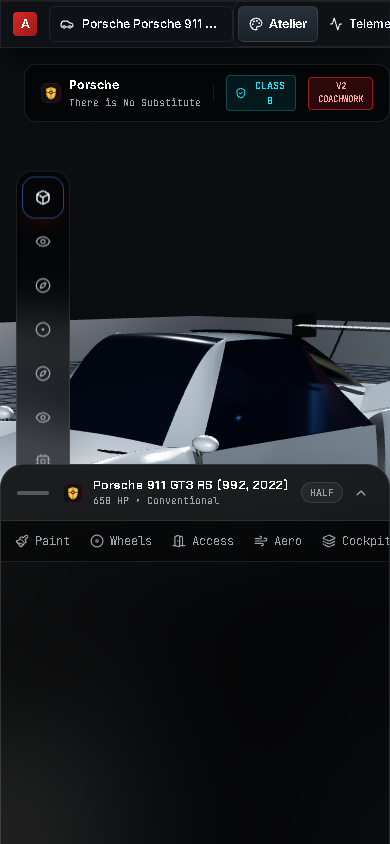 A
Porsche Porsche 911 ...
Atelier
Teleme
Porsche
There is No Substitute
CLASS
B
V2
COACHWORK
Porsche 911 GT3 RS (992, 2022)
650 HP • Conventional
HALF
Paint
Wheels
Access
Aero
Cockpit